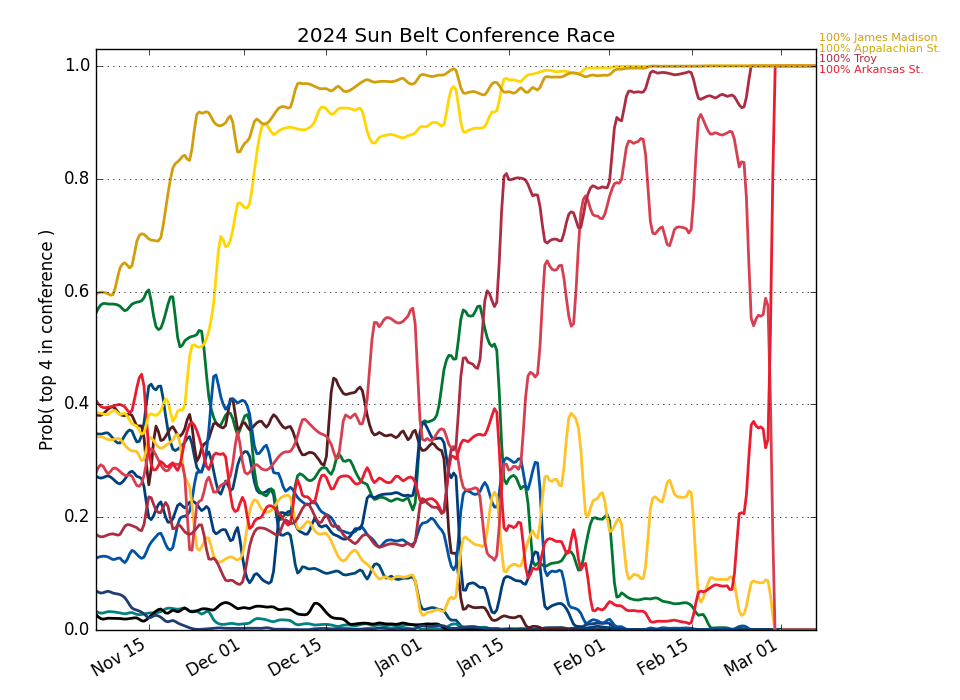 2024 Sun Belt Conference Race
100% James Madison
100% Appalachian St.
100% Troy
100% Arkansas St.
Prob( top 4 in conference )
1.0
0.8
0.6
0.4
0.2
0.0
Nov 15
Dec 01
Dec 15
Jan 01
Jan 15
Feb 01
Feb 15
Mar 01